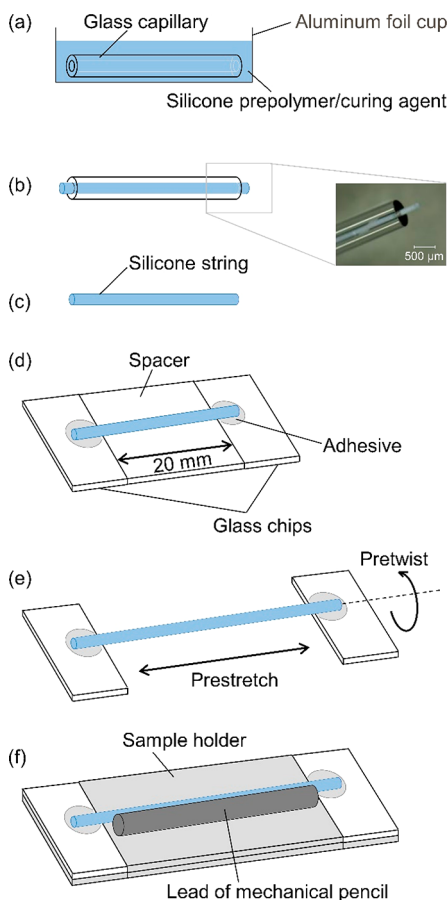 (a)
Glass capillary
Aluminum foil cup
Silicone prepolymer/curing agent
(b)
500 µm
Silicone string
(c)
(d)
Spacer
Adhesive
20 mm
Glass chips
(e)
Pretwist
Prestretch
(f)
Sample holder
Lead of mechanical pencil